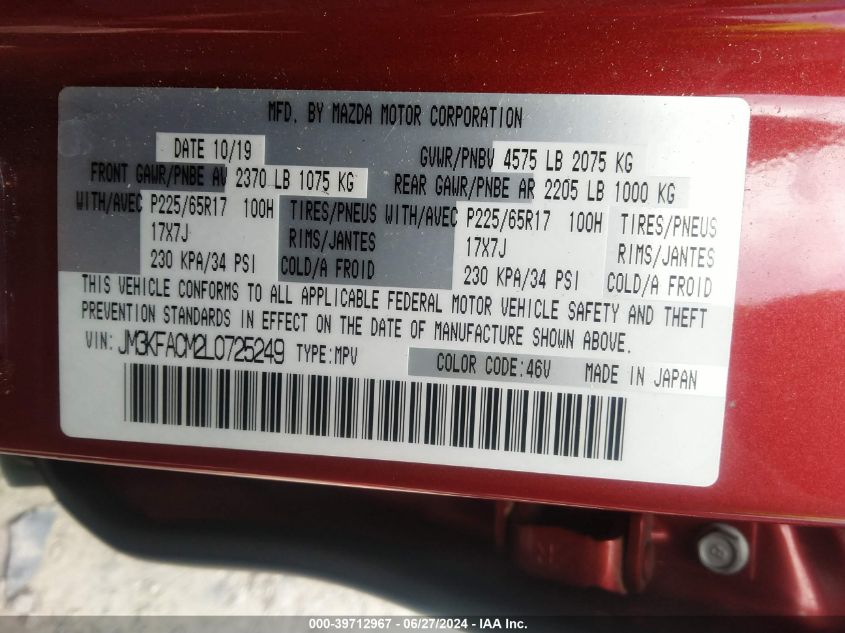 MFD. BY MAZDA MOTOR CORPORATION
DATE 10/19 GVWR/PNBV 4575 LB 2075 KG
FRONT GAWR/PNBE AV 2370 LB 1075 KG REAR GAWR/PNBE AR 2205 LB 1000 KG
WITH/AVEC P225/65R17 100H TIRES/PNEUS WITH/AVEC P225/65R17 100H TIRES/PNEUS
17X7J RIMS/JANTES 17X7J RIMS/JANTES
230 KPA/34 PSI COLD/A FROID 230 KPA/34 PSI COLD/A FROID
THIS VEHICLE CONFORMS TO ALL APPLICABLE FEDERAL MOTOR VEHICLE SAFETY AND THEFT
PREVENTION STANDARDS IN EFFECT ON THE DATE OF MANUFACTURE SHOWN ABOVE.
VIN: JM3KFACM2L0725249 TYPE:MPV COLOR CODE:46V MADE IN JAPAN
000-39712967 - 06/27/2024 - IAA Inc.